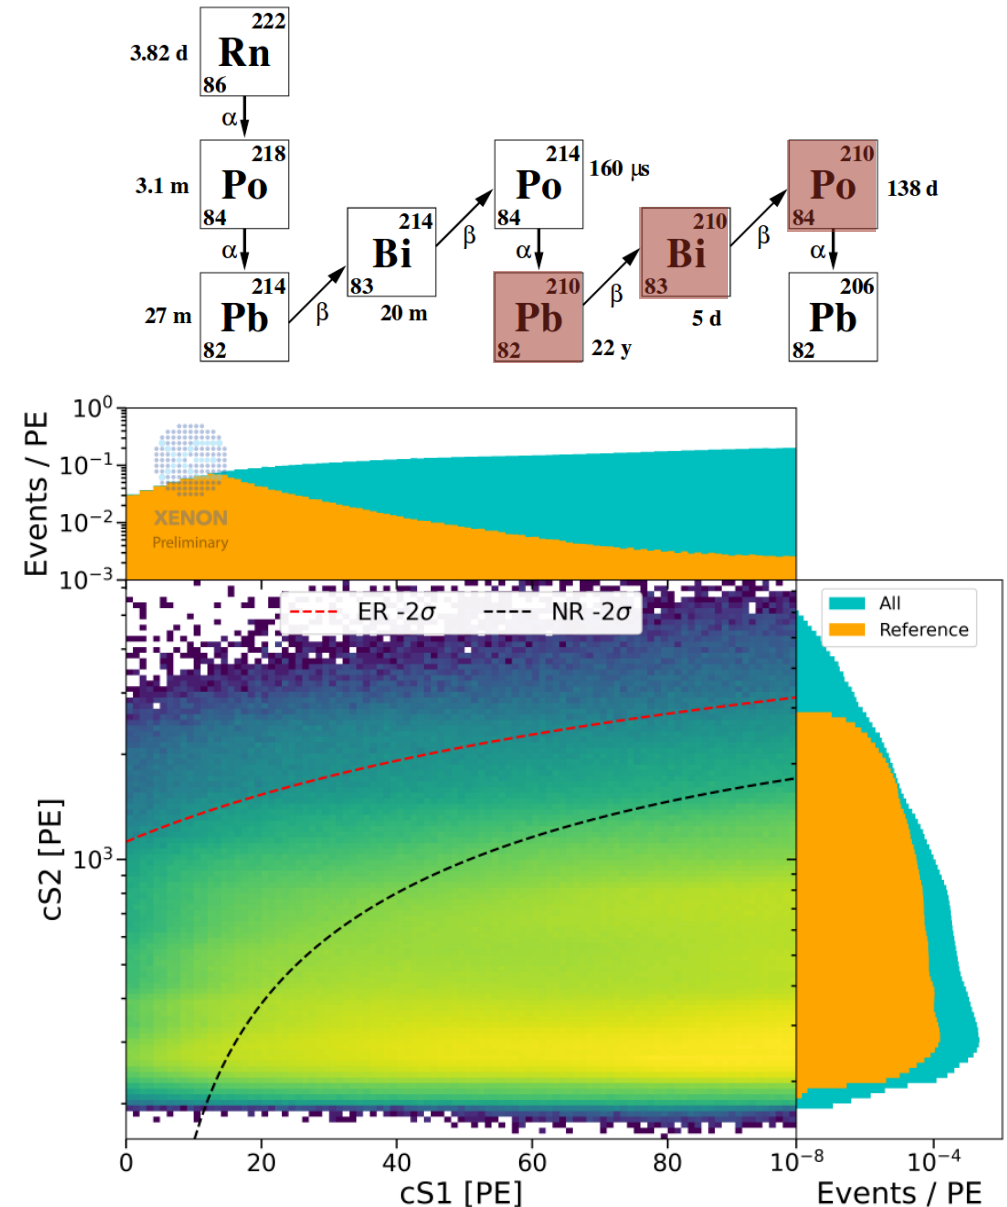 222
3.82 d Rn
86
α
218 210
Po 214 Po
3.1 m Po 160 μs 138 d
84 84 84
214 210
α Bi β α Bi β α
83 83
214 210 206
27 m Pb β 20 m Pb β 5 d Pb
82 82 22 y 82
10⁰
10⁻¹
10⁻²
10⁻³
Events / PE
XENON
Preliminary
ER -2σ NR -2σ
All
Reference
cS2 [PE]
10³
0 20 40 60 80 10⁻⁸ 10⁻⁴
cS1 [PE] Events / PE